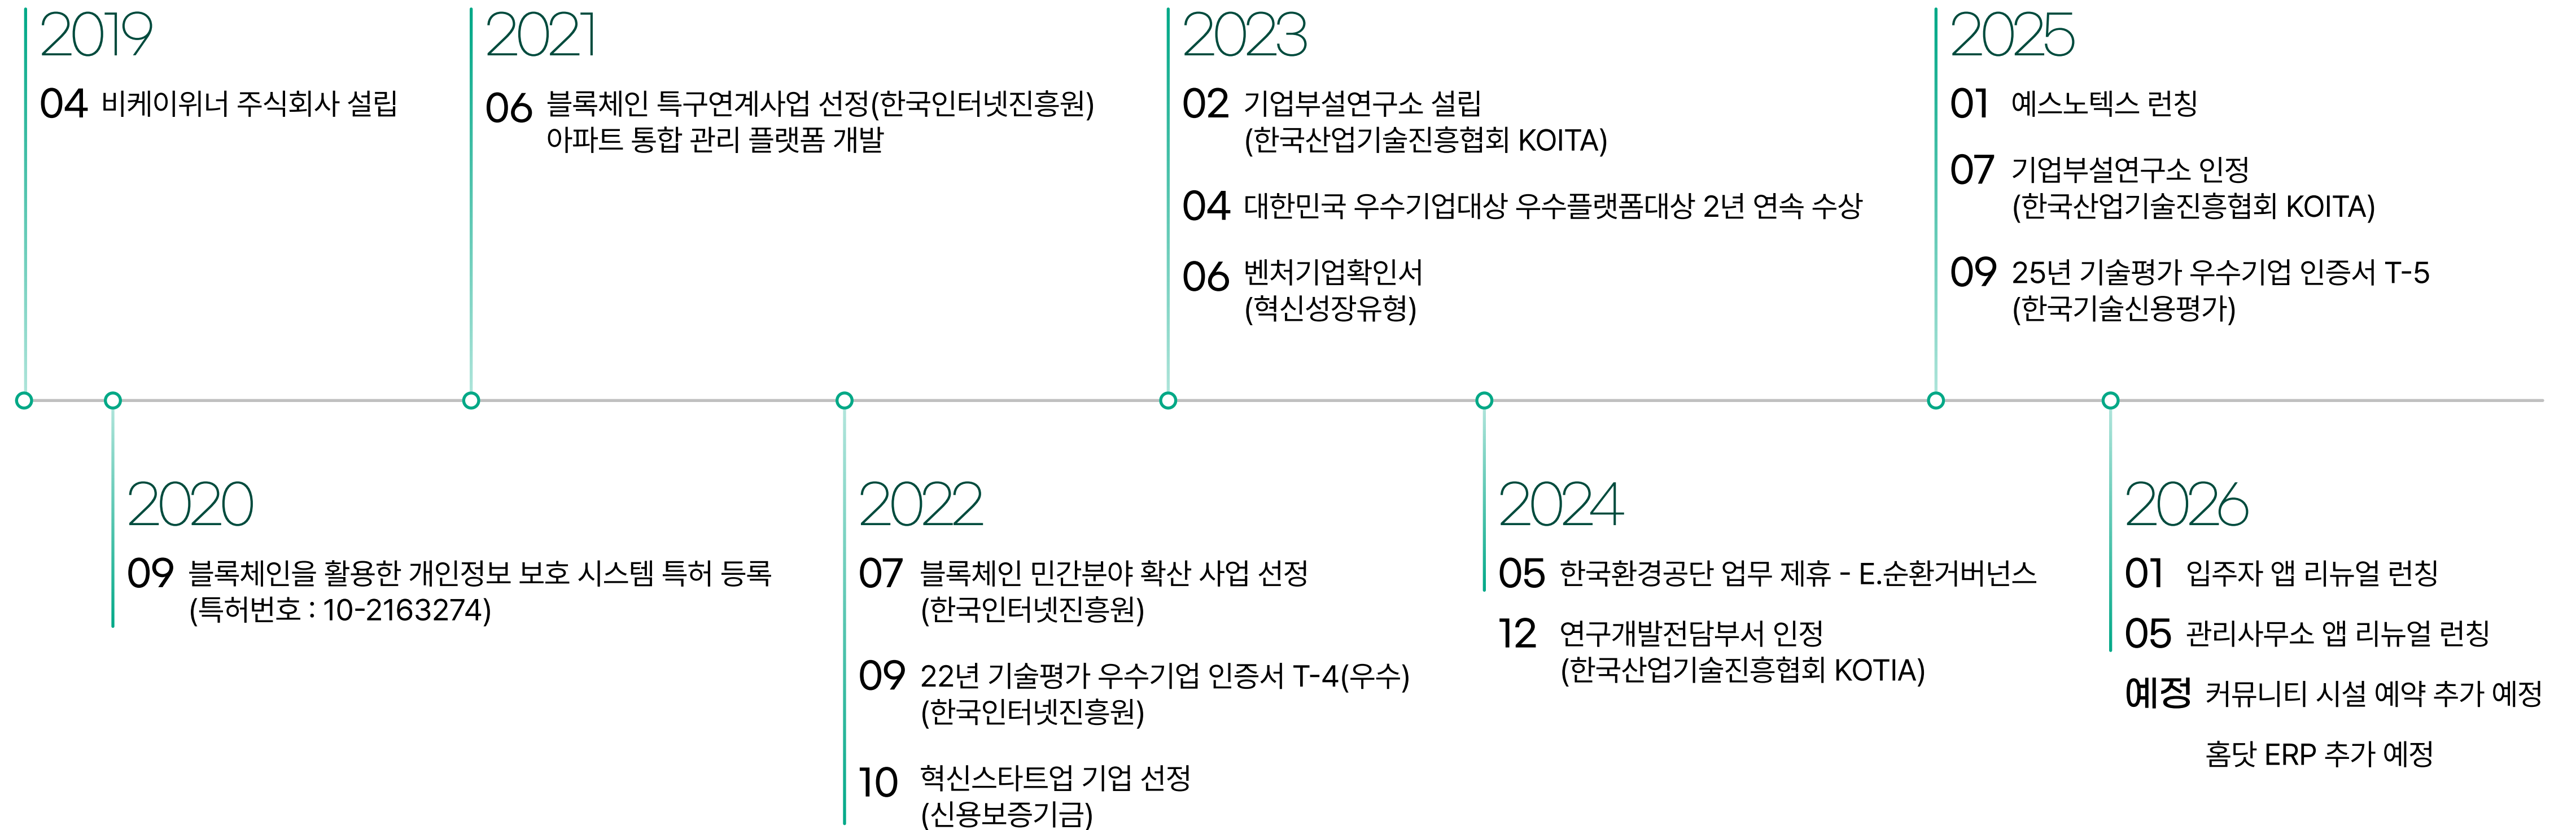 2019
04 비케이위너 주식회사 설립
2020
09 블록체인을 활용한 개인정보 보호 시스템 특허 등록
(특허번호 : 10-2163274)
2021
06 블록체인 특구연계사업 선정(한국인터넷진흥원)
아파트 통합 관리 플랫폼 개발
2022
07 블록체인 민간분야 확산 사업 선정
(한국인터넷진흥원)
09 22년 기술평가 우수기업 인증서 T-4(우수)
(한국인터넷진흥원)
10 혁신스타트업 기업 선정
(신용보증기금)
2023
02 기업부설연구소 설립
(한국산업기술진흥협회 KOITA)
04 대한민국 우수기업대상 우수플랫폼대상 2년 연속 수상
06 벤처기업확인서
(혁신성장유형)
2024
05 한국환경공단 업무 제휴 - E.순환거버넌스
12 연구개발전담부서 인정
(한국산업기술진흥협회 KOTIA)
2025
01 예스노텍스 런칭
07 기업부설연구소 인정
(한국산업기술진흥협회 KOITA)
09 25년 기술평가 우수기업 인증서 T-5
(한국기술신용평가)
2026
01 입주자 앱 리뉴얼 런칭
05 관리사무소 앱 리뉴얼 런칭
예정 커뮤니티 시설 예약 추가 예정
홈닷 ERP 추가 예정